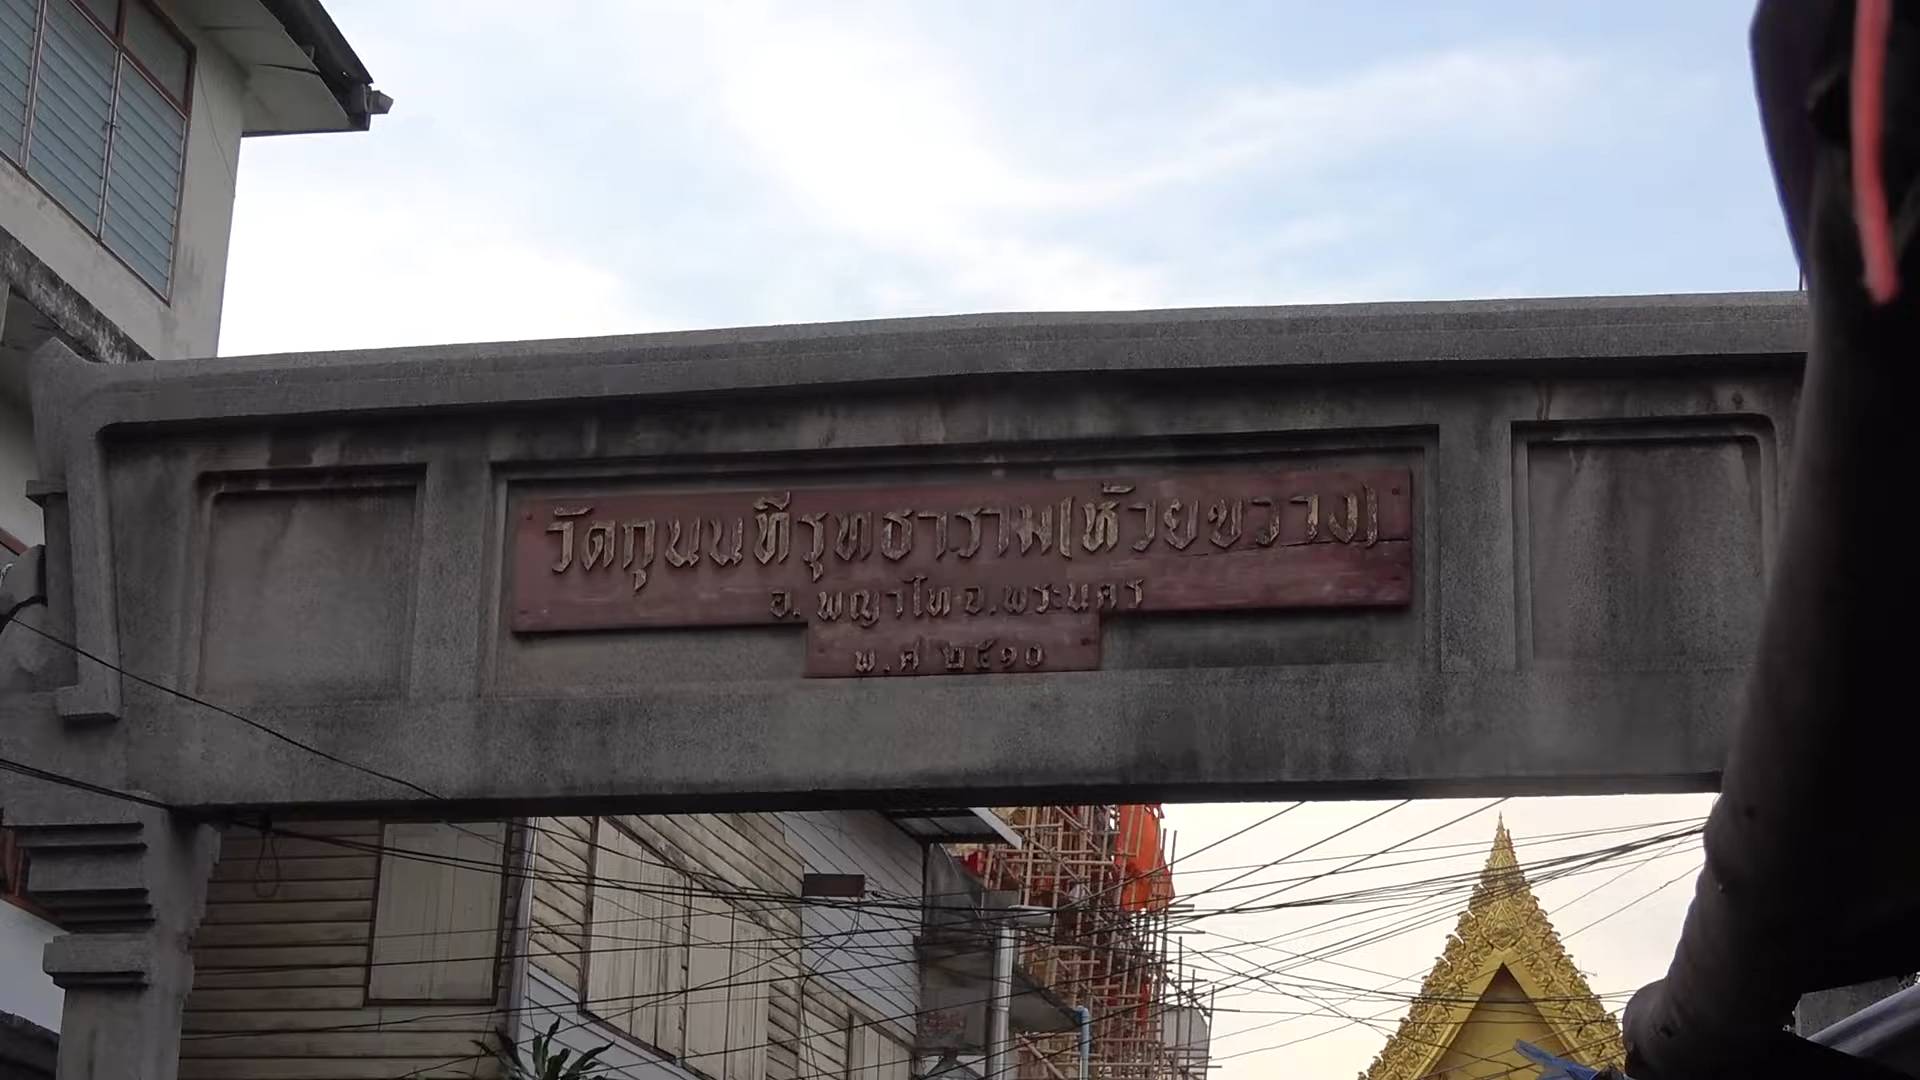 วัดกุนนทีรุทธาราม(ห้วยขวาง)
อ. พญาไท จ.พระนคร
พ.ศ ๒๕๑๐